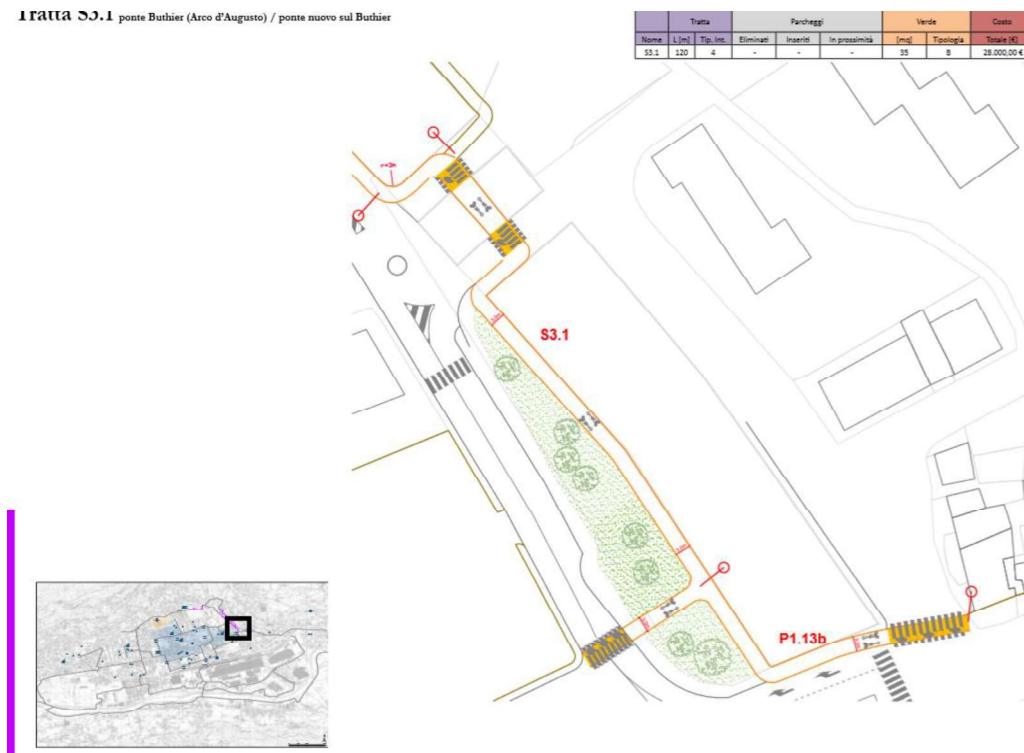 Tratta S3.1 ponte Buthier (Arco d'Augusto) / ponte nuovo sul Buthier
Tratta Parcheggi Verde Costo
Nome L [m] Tip. Int. Eliminati Inseriti In prossimità [mq] Tipologia Totale [€]
S3.1 120 4 - - - 35 B 28.000,00 €
S3.1
P1.13b